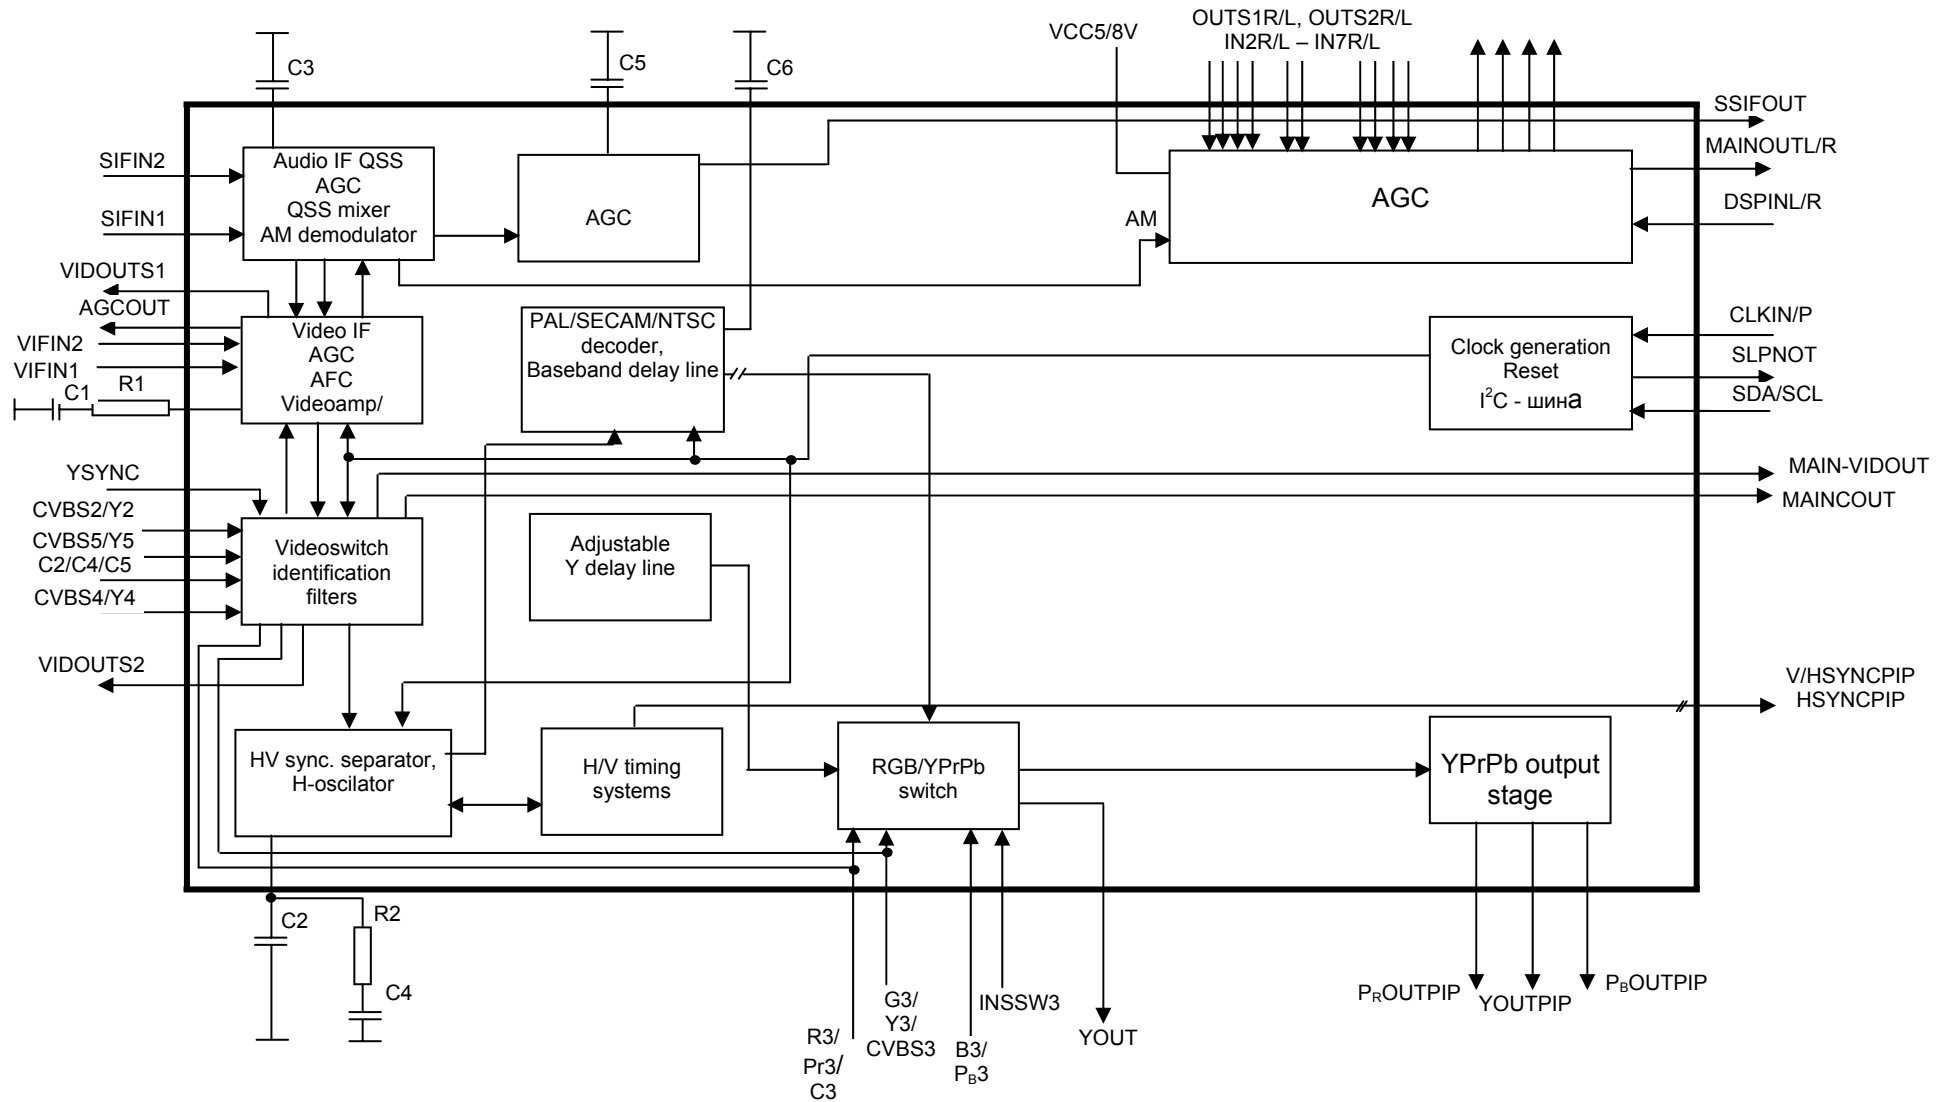 OUTS1R/L, OUTS2R/L
VCC5/8V
IN2R/L – IN7R/L
C3
C5
C6
SSIFOUT
MAINOUTL/R
SIFIN2
Audio IF QSS
AGC
QSS mixer
AM demodulator
AGC
AGC
DSPINL/R
SIFIN1
AM
VIDOUTS1
AGCOUT
VIFIN2
VIFIN1
C1
R1
Video IF
AGC
AFC
Videoamp/
PAL/SECAM/NTSC
decoder,
Baseband delay line
Clock generation
Reset
I²C - шина
CLKIN/P
SLPNOT
SDA/SCL
YSYNC
MAIN-VIDOUT
MAINCOUT
CVBS2/Y2
CVBS5/Y5
C2/C4/C5
CVBS4/Y4
Videoswitch
identification
filters
Adjustable
Y delay line
VIDOUTS2
V/HSYNCPIP
HSYNCPIP
HV sync. separator,
H-oscilator
H/V timing
systems
RGB/YPrPb
switch
YPrPb output
stage
C2
R2
C4
R3/
Pr3/
C3
G3/
Y3/
CVBS3
B3/
PB3
INSSW3
YOUT
PROUTPIP
YOUTPIP
PBOUTPIP